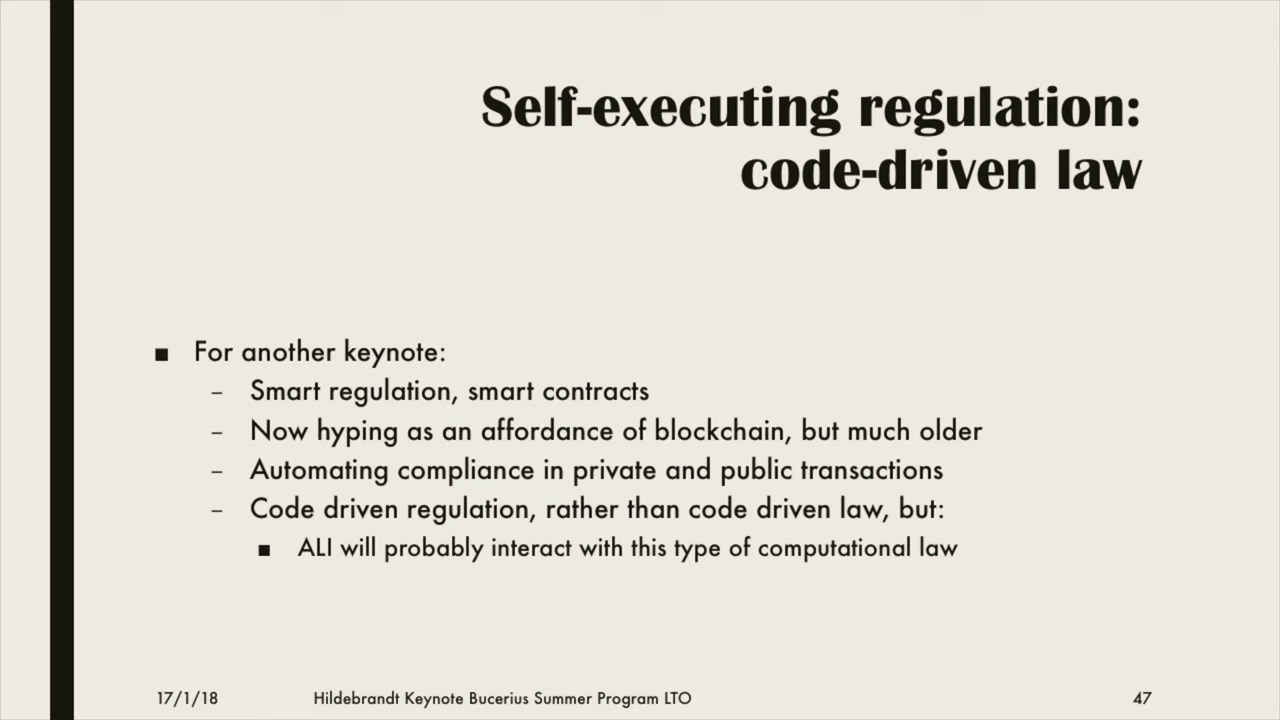 Self-executing regulation:
code-driven law
■ For another keynote:
– Smart regulation, smart contracts
– Now hyping as an affordance of blockchain, but much older
– Automating compliance in private and public transactions
– Code driven regulation, rather than code driven law, but:
■ ALI will probably interact with this type of computational law
17/1/18 Hildebrandt Keynote Bucerius Summer Program LTO 47